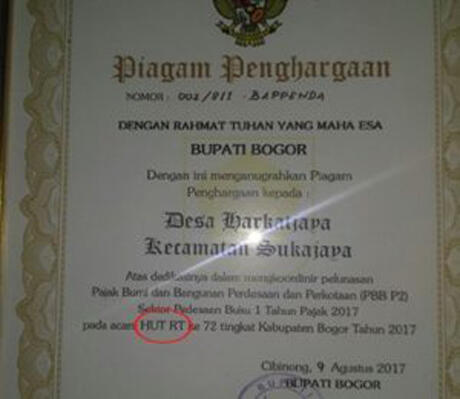 Piagam Penghargaan
NOMOR : 002/811 - BAPPENDA
DENGAN RAHMAT TUHAN YANG MAHA ESA
BUPATI BOGOR
Dengan ini menganugrahkan Piagam
Penghargaan kepada :
Desa Harkatjaya
Kecamatan Sukajaya
Atas dedikasinya dalam mengkoordinir pelunasan
Pajak Bumi dan Bangunan Perdesaan dan Perkotaan (PBB P2)
Sektor Pedesaan Buku 1 Tahun Pajak 2017
pada acara HUT RT ke 72 tingkat Kabupaten Bogor Tahun 2017
Cibinong, 9 Agustus 2017
BUPATI BOGOR